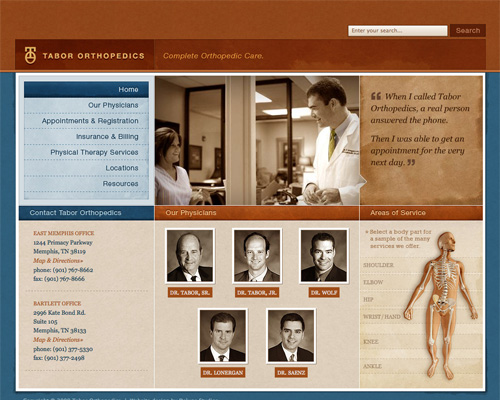 Enter your search...
Search
TABOR ORTHOPEDICS
Complete Orthopedic Care.
Home
Our Physicians
Appointments & Registration
Insurance & Billing
Physical Therapy Services
Locations
Resources
“ When I called Tabor
Orthopedics, a real person
answered the phone.
Then I was able to get an
appointment for the very
next day. ”
Contact Tabor Orthopedics
EAST MEMPHIS OFFICE
1244 Primacy Parkway
Memphis, TN 38119
Map & Directions»
phone: (901) 767-8662
fax: (901) 767-8666
BARTLETT OFFICE
2996 Kate Bond Rd.
Suite 105
Memphis, TN 38133
Map & Directions»
phone: (901) 377-5330
fax: (901) 377-2498
Our Physicians
DR. TABOR, SR.
DR. TABOR, JR.
DR. WOLF
DR. LONERGAN
DR. SAENZ
Areas of Service
» Select a body part for
a sample of the many
services we offer.
SHOULDER
ELBOW
HIP
WRIST/HAND
KNEE
ANKLE